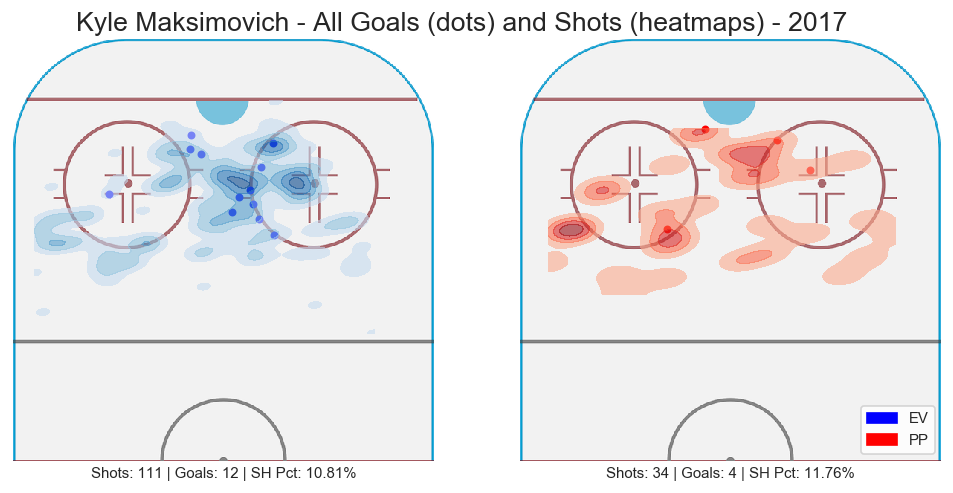 Kyle Maksimovich - All Goals (dots) and Shots (heatmaps) - 2017
EV
PP
Shots: 111 | Goals: 12 | SH Pct: 10.81%
Shots: 34 | Goals: 4 | SH Pct: 11.76%